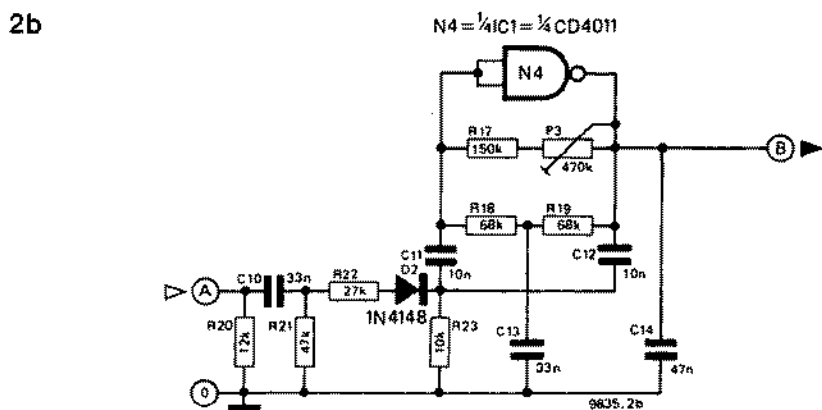 2b
N4 = ¼IC1 = ¼CD4011
N4
R17
150k
P3
470k
R18
68k
R19
68k
C11
10n
C12
10n
A
C10
33n
R22
27k
D2
1N4148
B
R20
12k
R21
47k
R23
10k
C13
33n
C14
47n
0
9835.2b